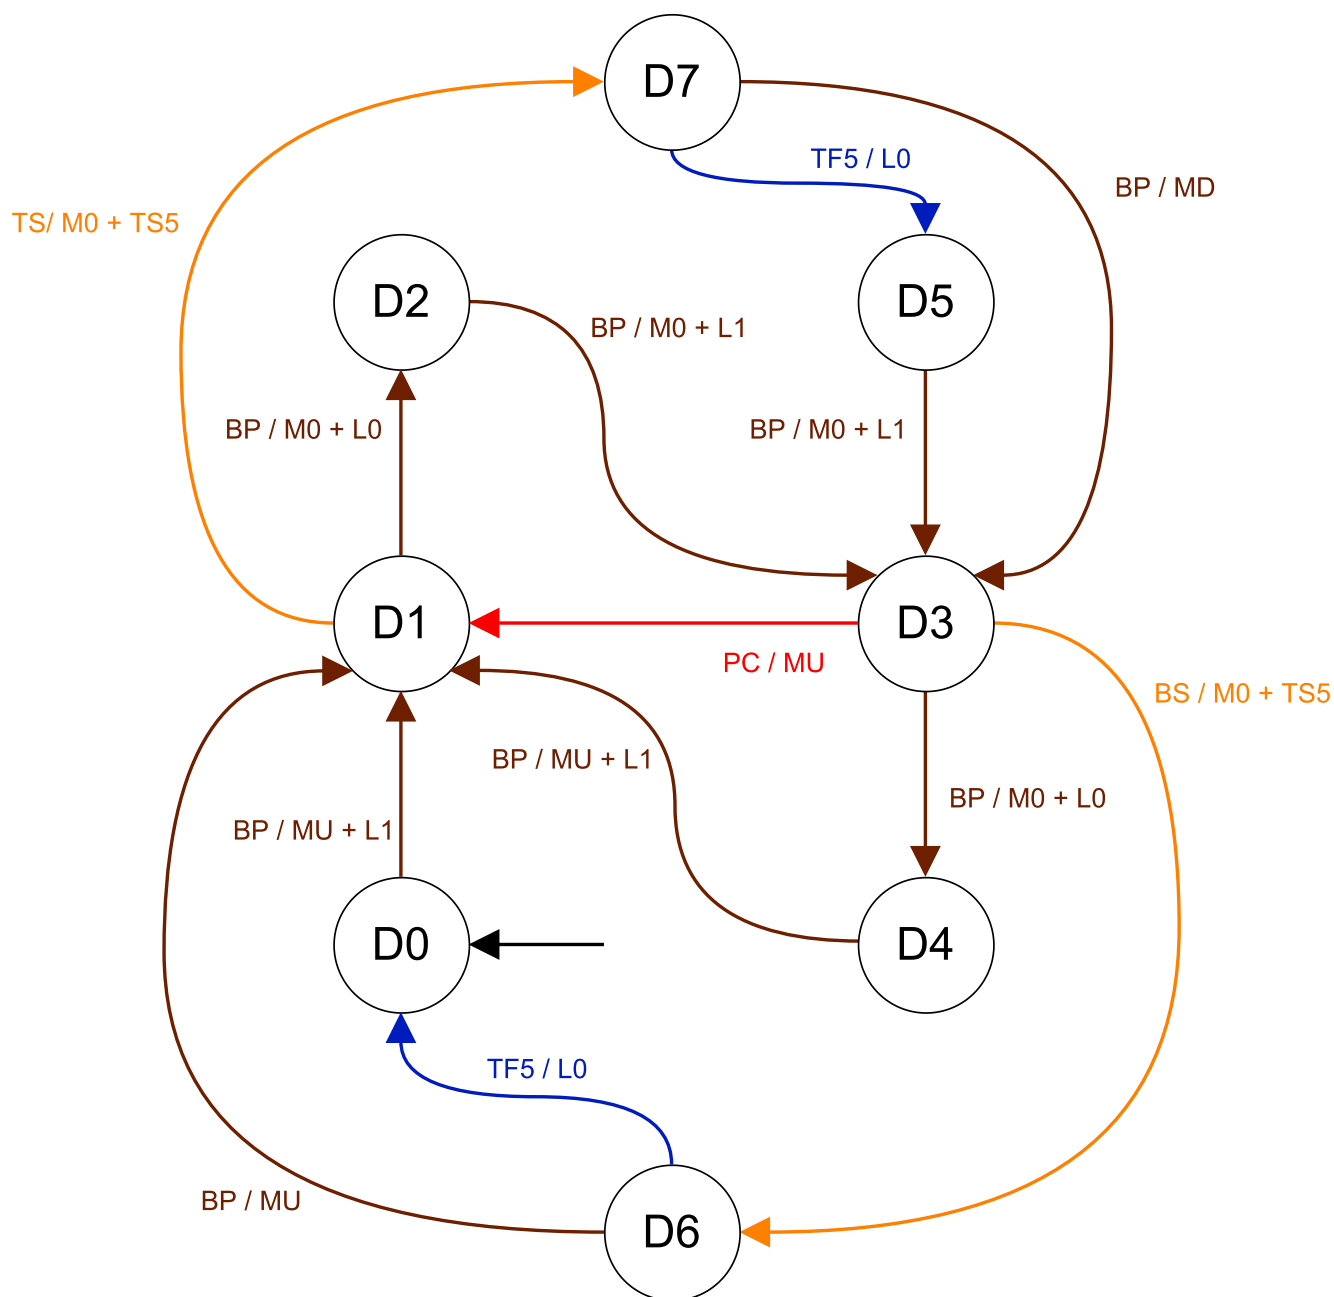 D7
TF5 / L0
BP / MD
TS/ M0 + TS5
D2
D5
BP / M0 + L1
BP / M0 + L0
BP / M0 + L1
D1
D3
PC / MU
BS / M0 + TS5
BP / MU + L1
BP / M0 + L0
BP / MU + L1
D0
D4
TF5 / L0
BP / MU
D6